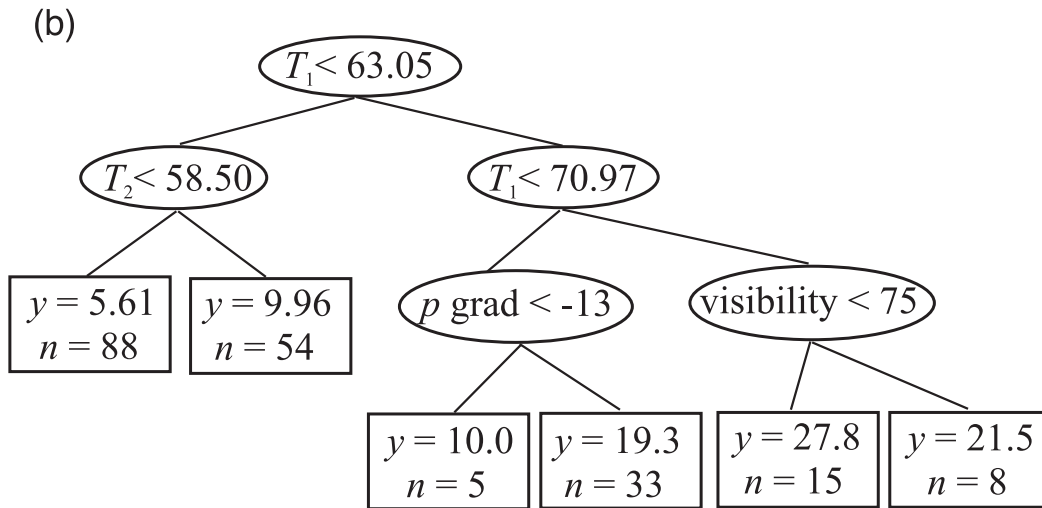 (b)
T₁ < 63.05
T₂ < 58.50
T₁ < 70.97
y = 5.61
n = 88
y = 9.96
n = 54
p grad < -13
visibility < 75
y = 10.0
n = 5
y = 19.3
n = 33
y = 27.8
n = 15
y = 21.5
n = 8